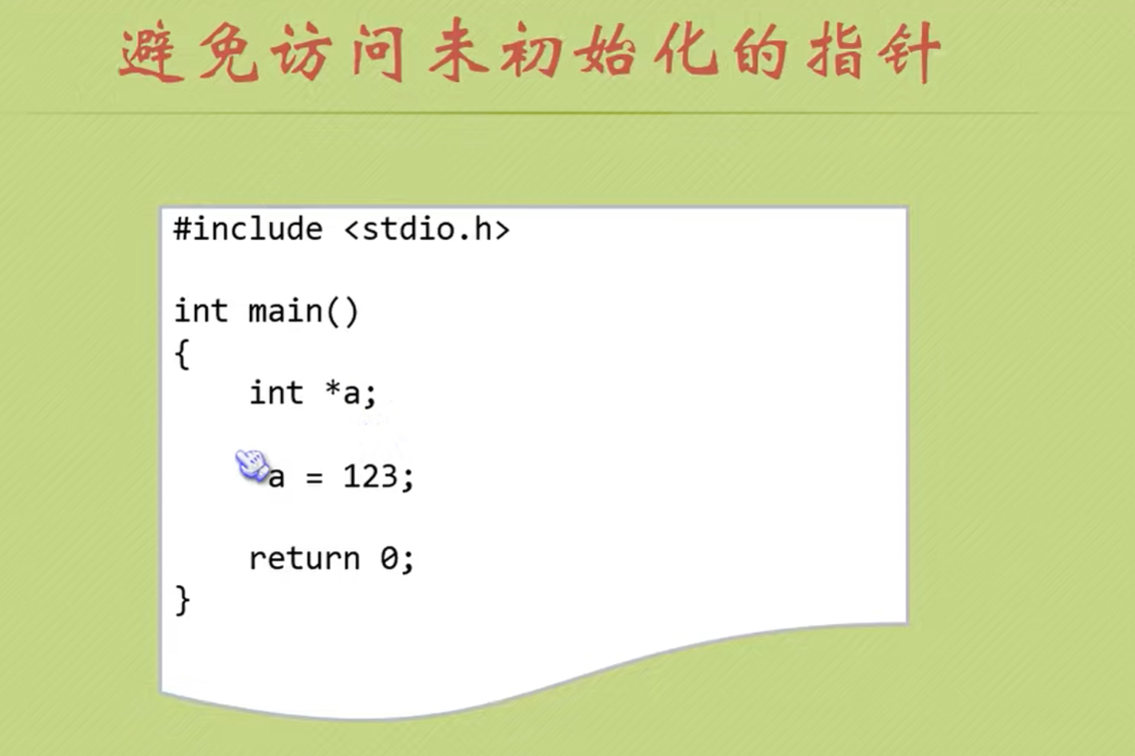 避免访问未初始化的指针
#include <stdio.h>
int main()
{
int *a;
a = 123;
return 0;
}